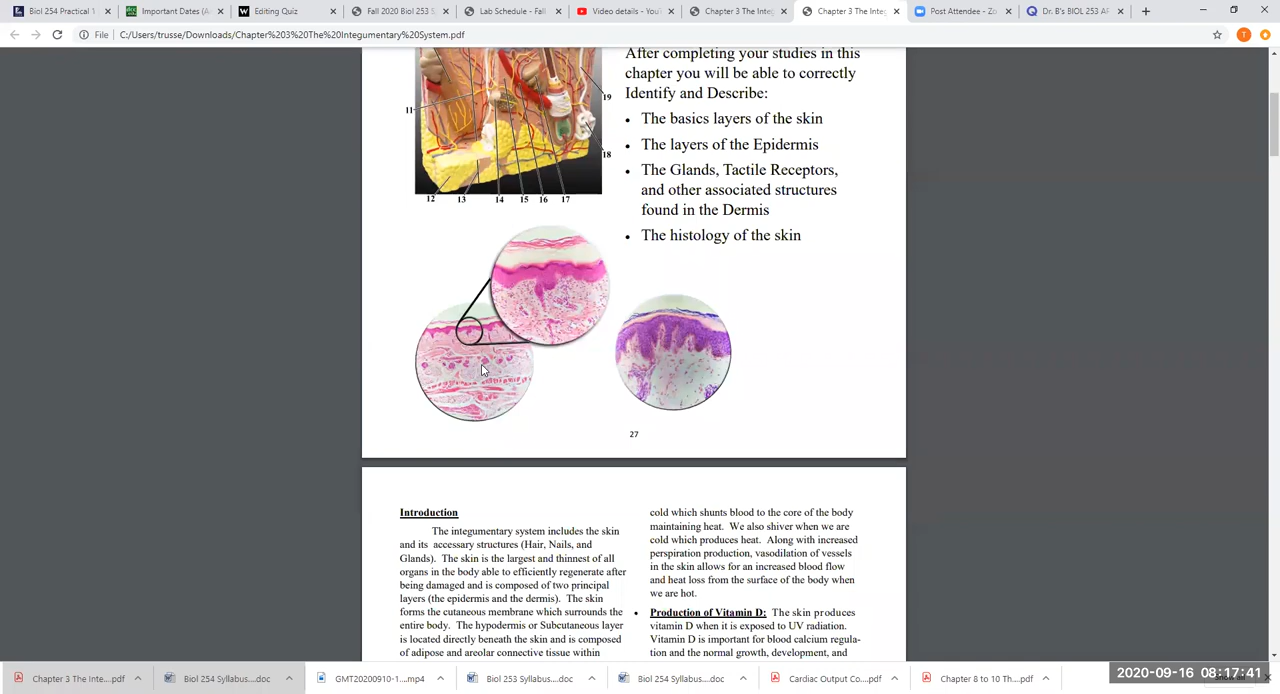 Biol 254 Practical 1
Important Dates (A
Editing Quiz
Fall 2020 Biol 253 S
Lab Schedule - Fall
Video details - You
Chapter 3 The Integ
Chapter 3 The Inte
Post Attendee - Zo
Dr. B's BIOL 253 AP
File
C:/Users/trusse/Downloads/Chapter%203%20The%20Integumentary%20System.pdf
T
11
19
18
12 13 14 15 16 17
After completing your studies in this
chapter you will be able to correctly
Identify and Describe:
• The basics layers of the skin
• The layers of the Epidermis
• The Glands, Tactile Receptors,
and other associated structures
found in the Dermis
• The histology of the skin
27
Introduction
The integumentary system includes the skin
and its accessary structures (Hair, Nails, and
Glands). The skin is the largest and thinnest of all
organs in the body able to efficiently regenerate after
being damaged and is composed of two principal
layers (the epidermis and the dermis). The skin
forms the cutaneous membrane which surrounds the
entire body. The hypodermis or Subcutaneous layer
is located directly beneath the skin and is composed
of adipose and areolar connective tissue within
cold which shunts blood to the core of the body
maintaining heat. We also shiver when we are
cold which produces heat. Along with increased
perspiration production, vasodilation of vessels
in the skin allows for an increased blood flow
and heat loss from the surface of the body when
we are hot.
• Production of Vitamin D: The skin produces
vitamin D when it is exposed to UV radiation.
Vitamin D is important for blood calcium regula-
tion and the normal growth, development, and
Chapter 3 The Inte....pdf
Biol 254 Syllabus....doc
GMT20200910-1....mp4
Biol 253 Syllabus....doc
Biol 254 Syllabus....doc
Cardiac Output Co....pdf
Chapter 8 to 10 Th....pdf
2020-09-16 08:17:41